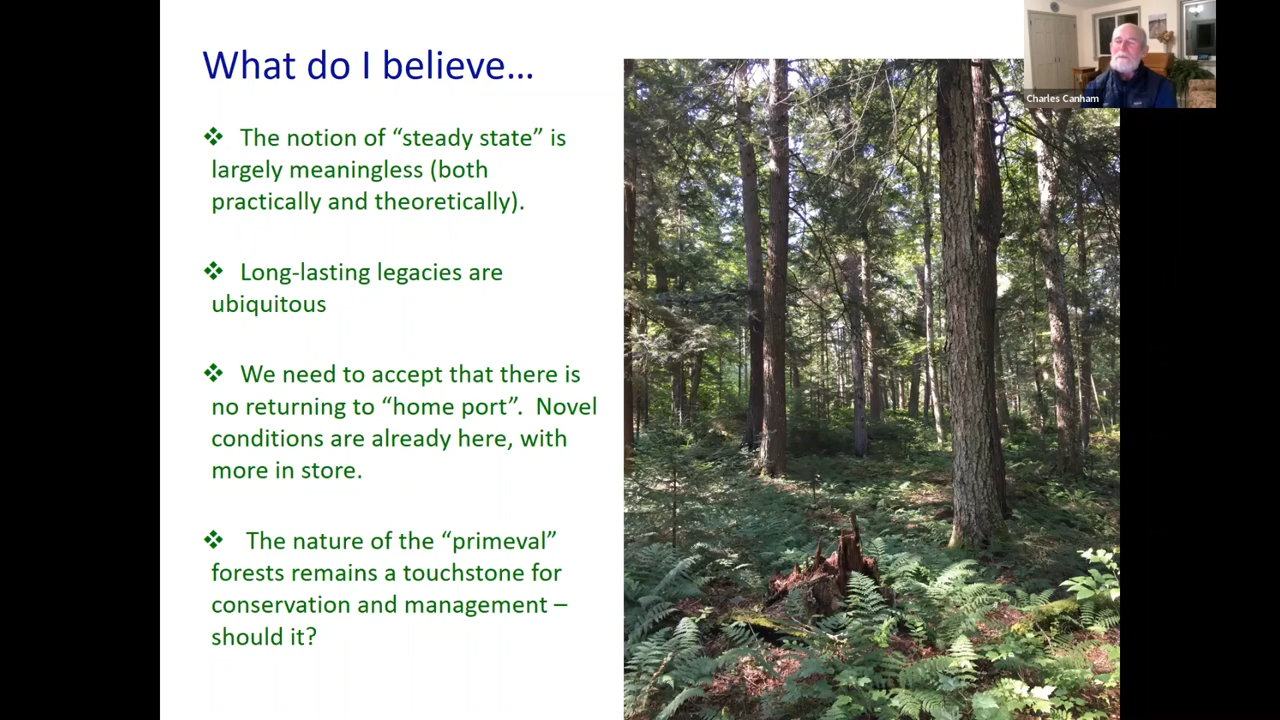 What do I believe…
❖ The notion of “steady state” is
largely meaningless (both
practically and theoretically).
❖ Long-lasting legacies are
ubiquitous
❖ We need to accept that there is
no returning to “home port”. Novel
conditions are already here, with
more in store.
❖ The nature of the “primeval”
forests remains a touchstone for
conservation and management –
should it?
Charles Canham